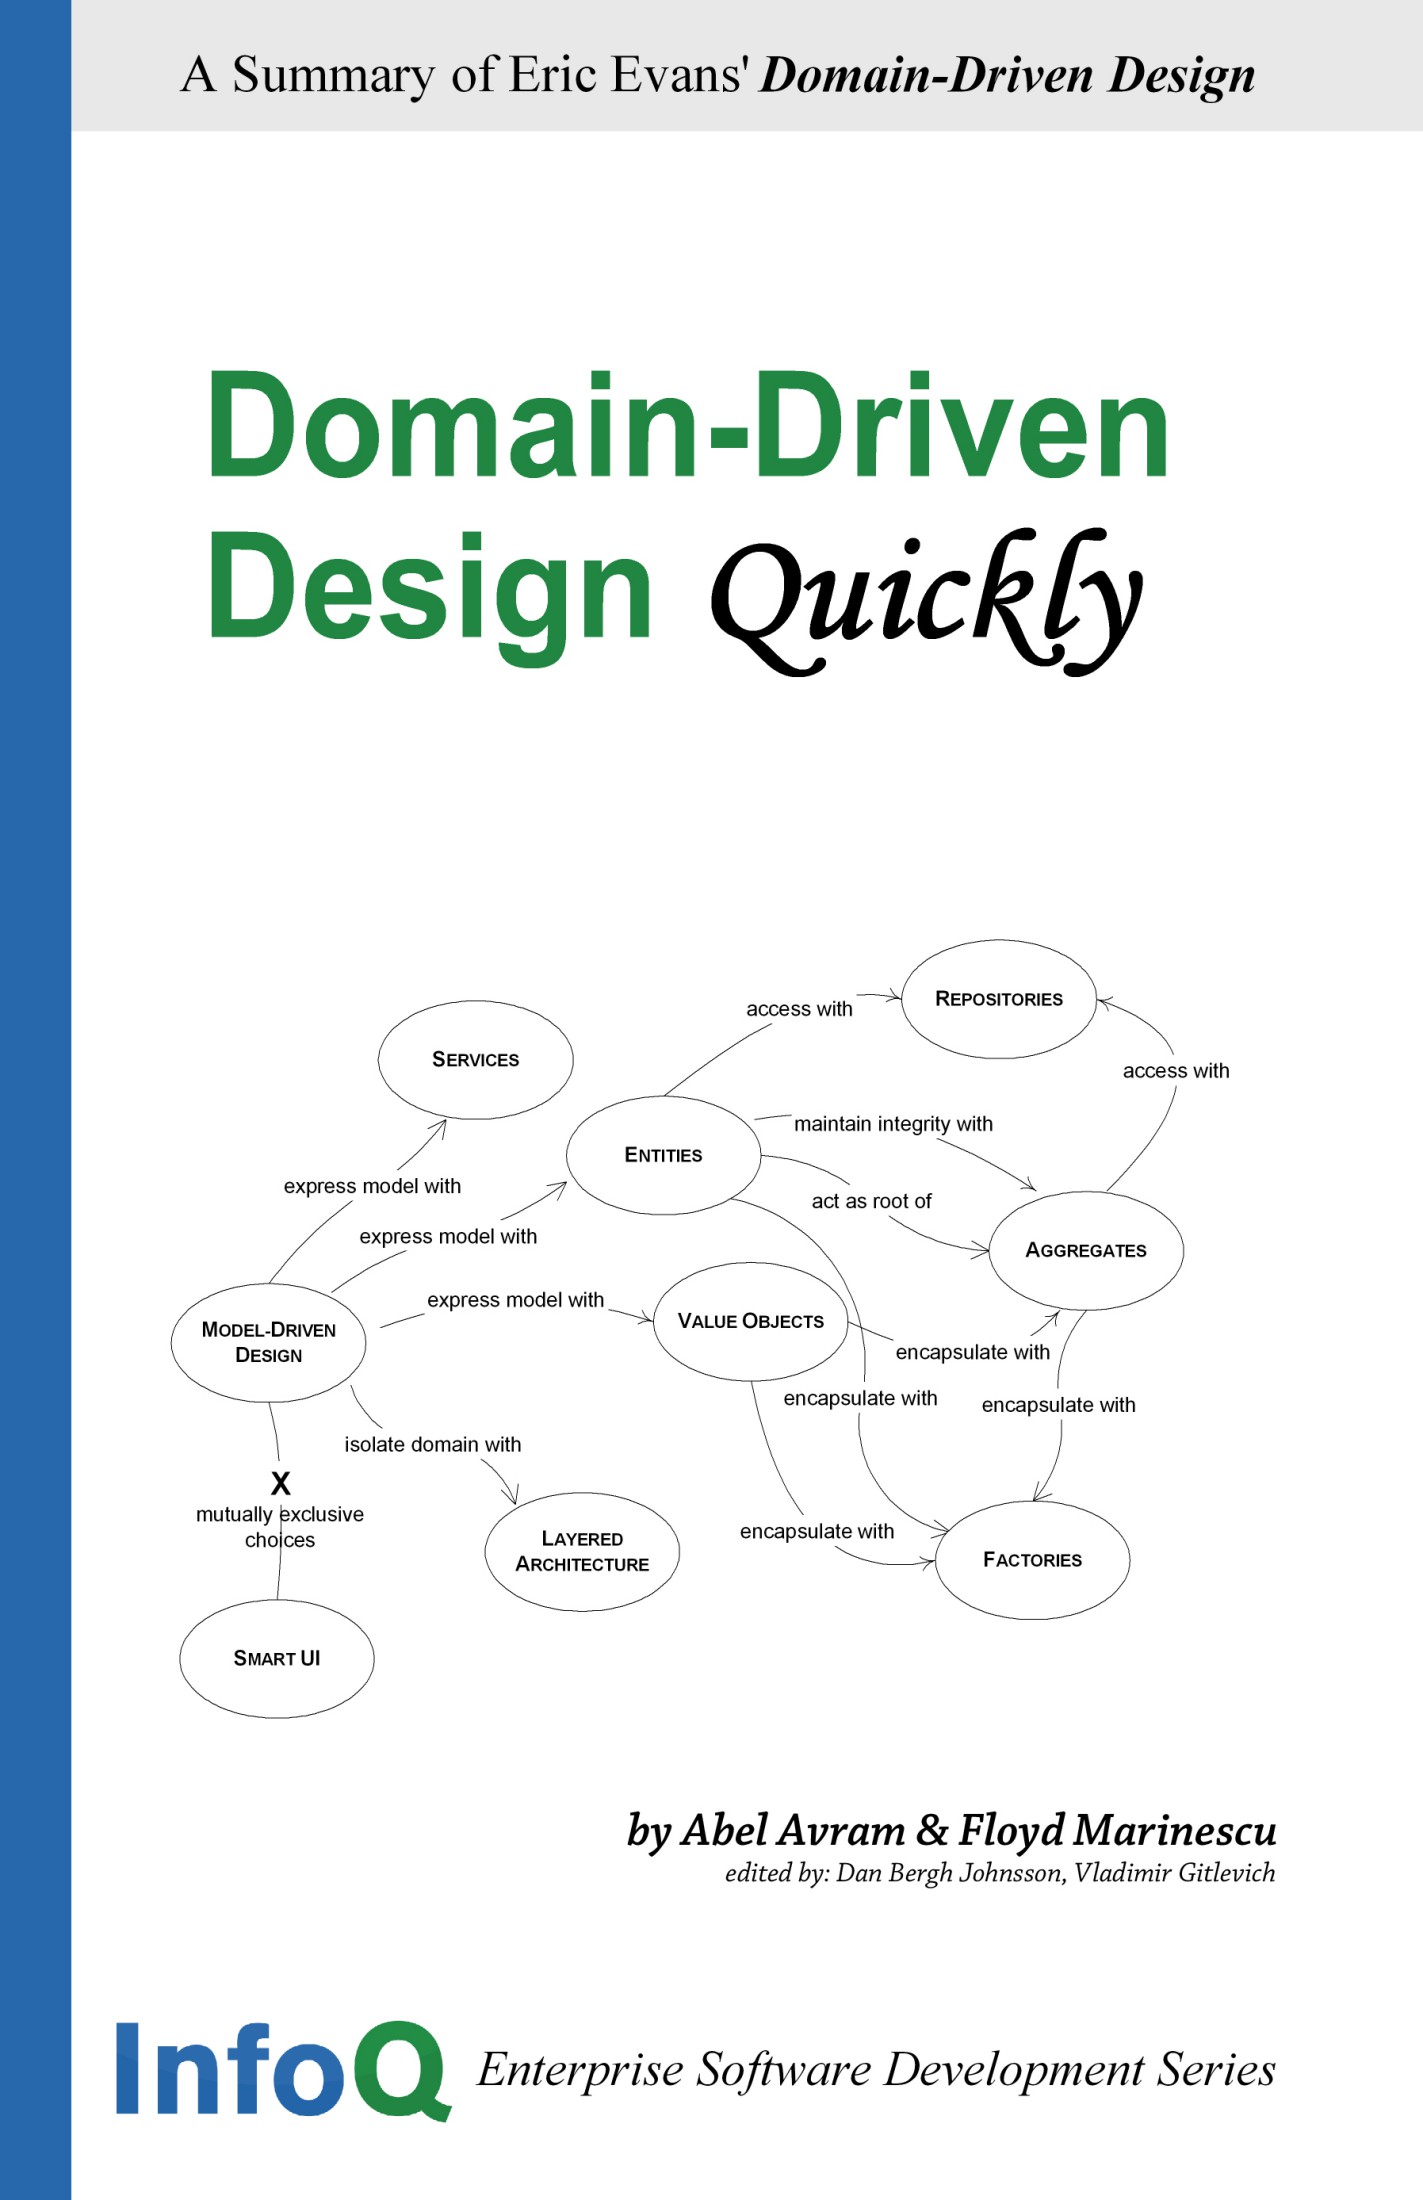 A Summary of Eric Evans' Domain-Driven Design
Domain-Driven
Design Quickly
REPOSITORIES
access with
SERVICES
access with
maintain integrity with
ENTITIES
express model with
act as root of
express model with
AGGREGATES
express model with
VALUE OBJECTS
MODEL-DRIVEN
DESIGN
encapsulate with
encapsulate with
encapsulate with
isolate domain with
X
mutually exclusive
choices
encapsulate with
LAYERED
ARCHITECTURE
FACTORIES
SMART UI
by Abel Avram & Floyd Marinescu
edited by: Dan Bergh Johnsson, Vladimir Gitlevich
InfoQ Enterprise Software Development Series